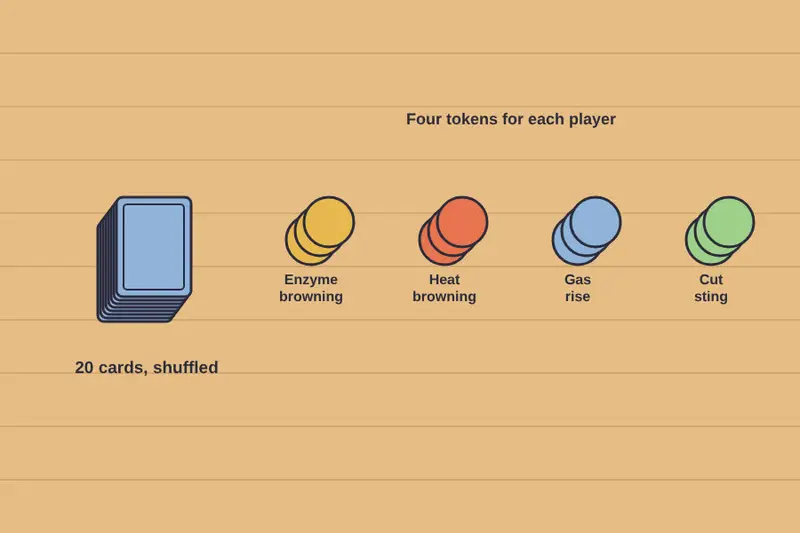 Four tokens for each player
Enzyme
browning
Heat
browning
Gas
rise
Cut
sting
20 cards, shuffled